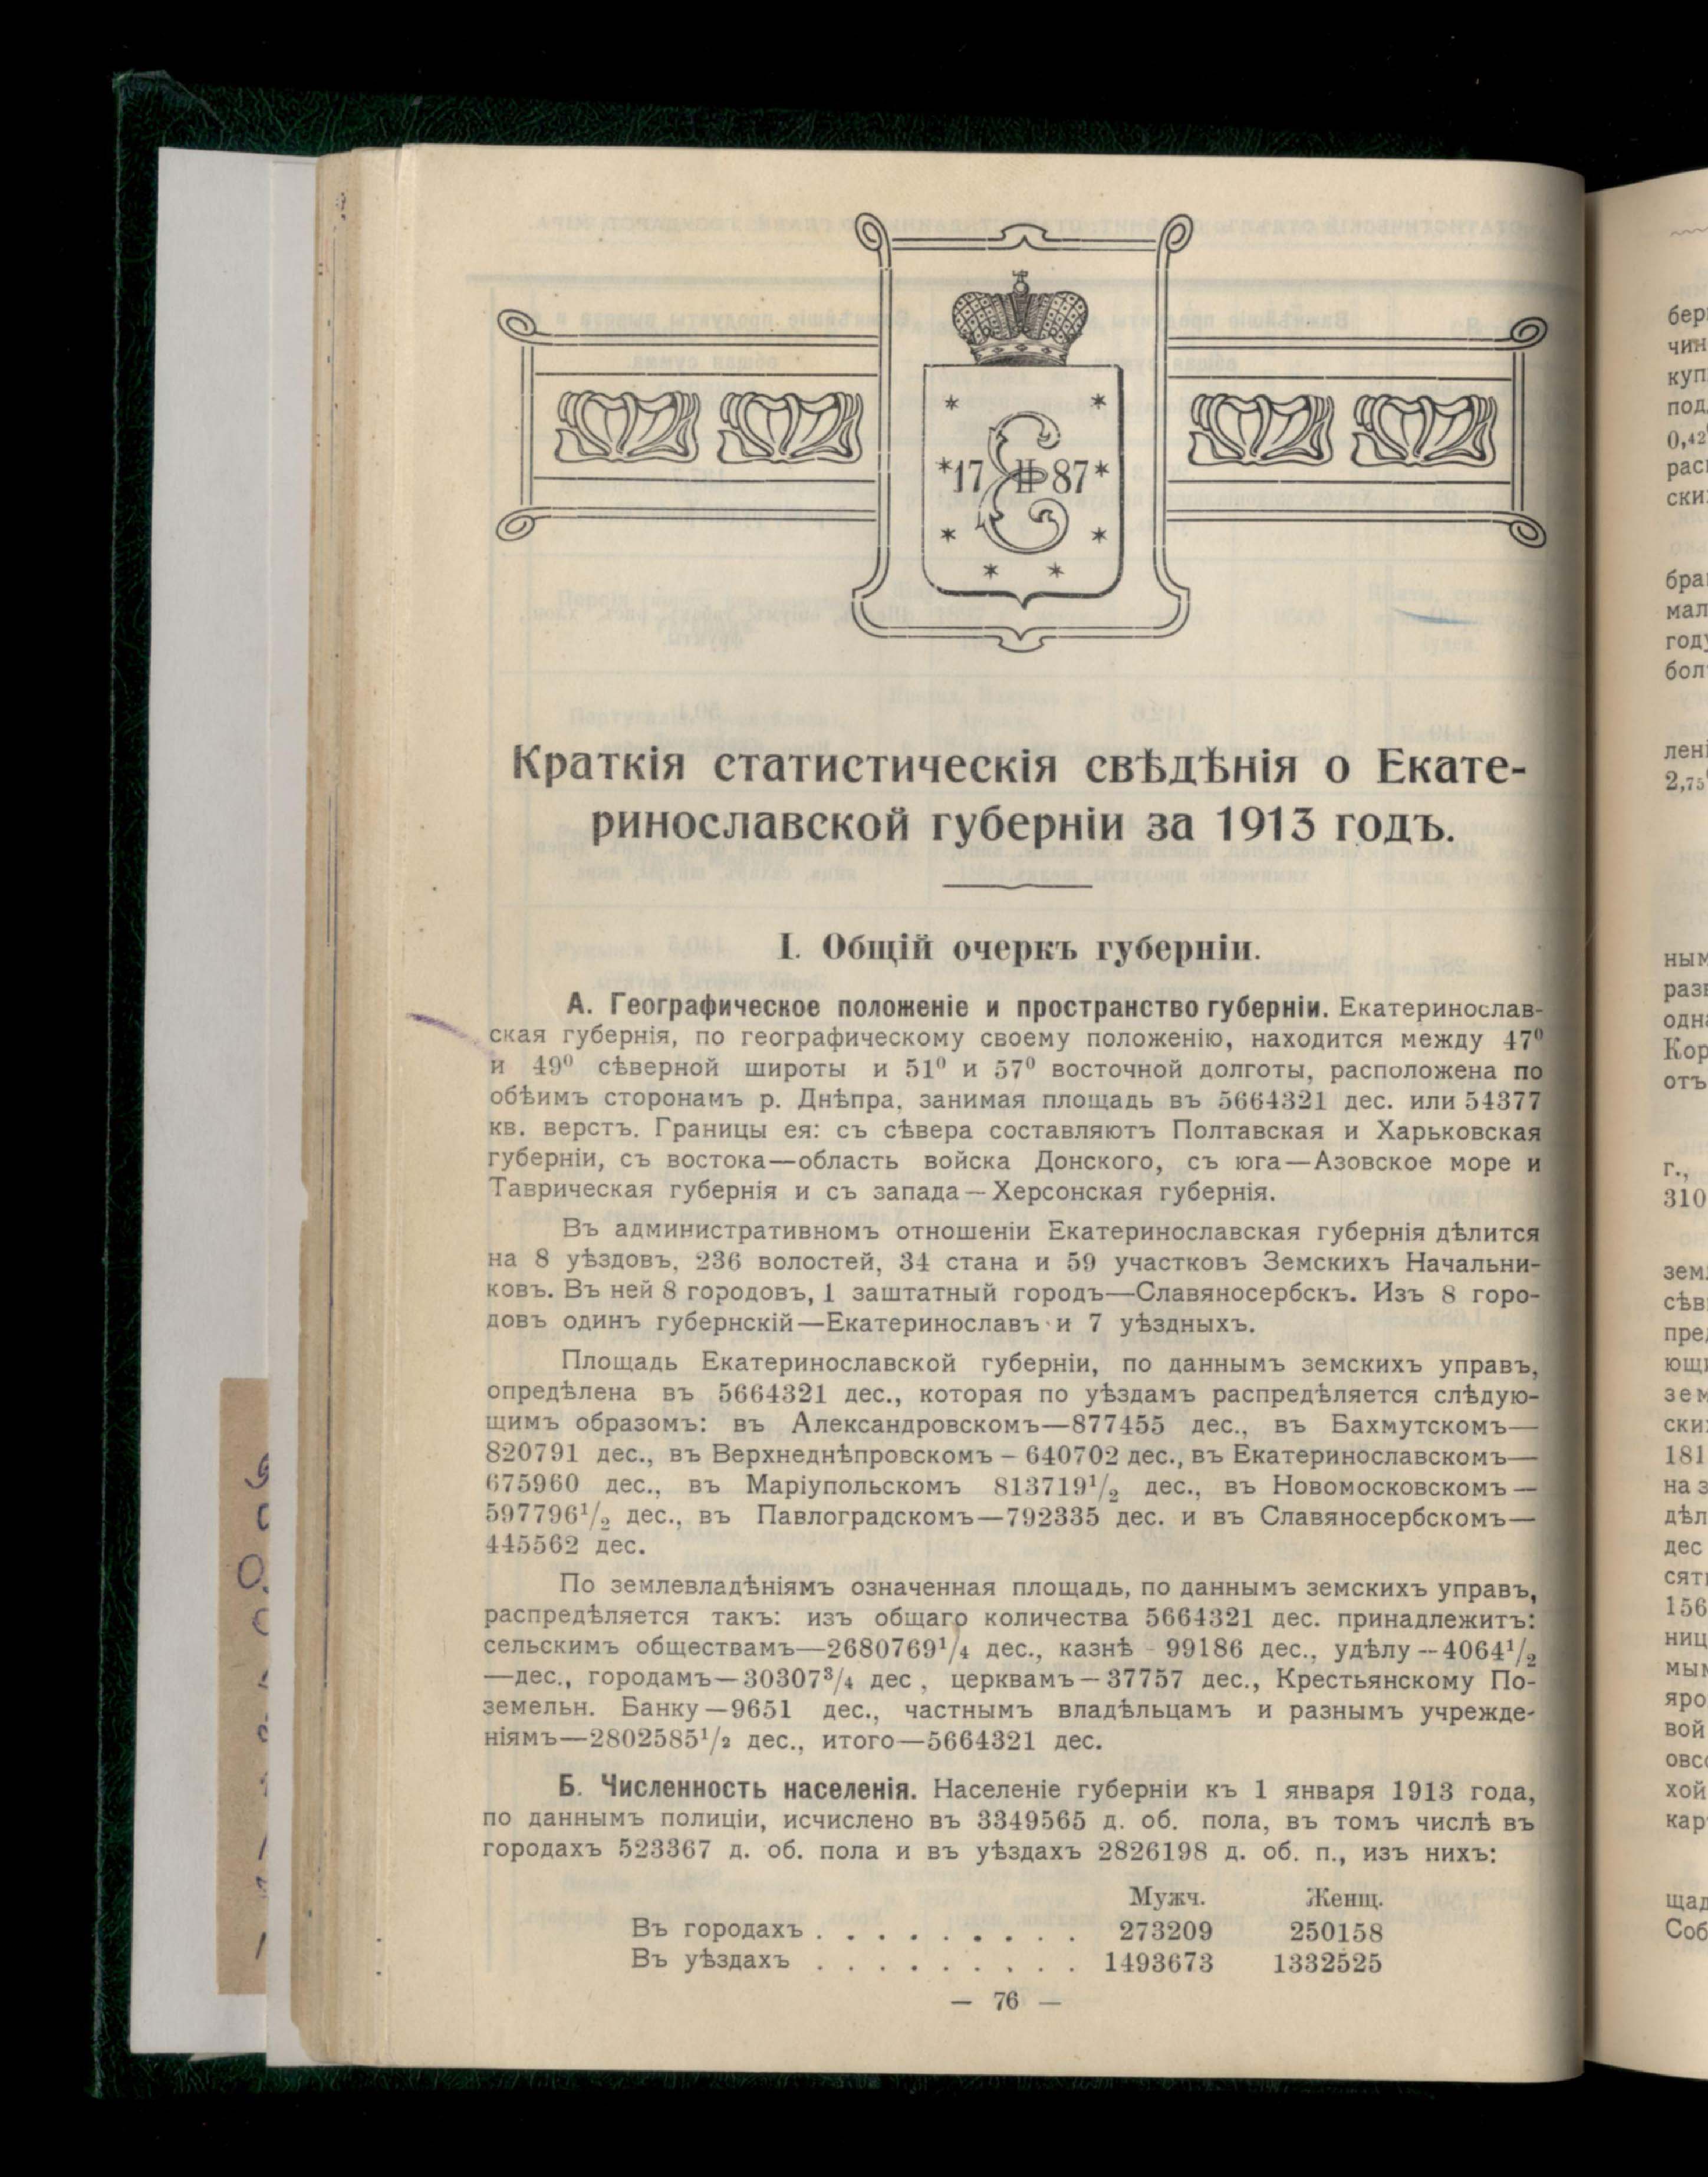 17 87
Краткія статистическія свѣдѣнія о Екате-
ринославской губерніи за 1913 годъ.
I. Общій очеркъ губерніи.
А. Географическое положеніе и пространство губерніи. Екатеринослав-
ская губернія, по географическому своему положенію, находится между 47⁰
и 49⁰ сѣверной широты и 51⁰ и 57⁰ восточной долготы, расположена по
обѣимъ сторонамъ р. Днѣпра, занимая площадь въ 5664321 дес. или 54377
кв. верстъ. Границы ея: съ сѣвера составляютъ Полтавская и Харьковская
губерніи, съ востока—область войска Донского, съ юга—Азовское море и
Таврическая губернія и съ запада—Херсонская губернія.
Въ административномъ отношеніи Екатеринославская губернія дѣлится
на 8 уѣздовъ, 236 волостей, 34 стана и 59 участковъ Земскихъ Начальни-
ковъ. Въ ней 8 городовъ, 1 заштатный городъ—Славяносербскъ. Изъ 8 горо-
довъ одинъ губернскій—Екатеринославъ и 7 уѣздныхъ.
Площадь Екатеринославской губерніи, по даннымъ земскихъ управъ,
опредѣлена въ 5664321 дес., которая по уѣздамъ распредѣляется слѣдую-
щимъ образомъ: въ Александровскомъ—877455 дес., въ Бахмутскомъ—
820791 дес., въ Верхнеднѣпровскомъ – 640702 дес., въ Екатеринославскомъ—
675960 дес., въ Маріупольскомъ 813719¹/₂ дес., въ Новомосковскомъ—
597796¹/₂ дес., въ Павлоградскомъ—792335 дес. и въ Славяносербскомъ—
445562 дес.
По землевладѣніямъ означенная площадь, по даннымъ земскихъ управъ,
распредѣляется такъ: изъ общаго количества 5664321 дес. принадлежитъ:
сельскимъ обществамъ—2680769¹/₄ дес., казнѣ - 99186 дес., удѣлу—4064¹/₂
—дес., городамъ—30307³/₄ дес , церквамъ—37757 дес., Крестьянскому По-
земельн. Банку—9651 дес., частнымъ владѣльцамъ и разнымъ учрежде-
ніямъ—2802585¹/₂ дес., итого—5664321 дес.
Б. Численность населенія. Населеніе губерніи къ 1 января 1913 года,
по даннымъ полиціи, исчислено въ 3349565 д. об. пола, въ томъ числѣ въ
городахъ 523367 д. об. пола и въ уѣздахъ 2826198 д. об. п., изъ нихъ:
Мужч. Женщ.
Въ городахъ . . . . . . . . . 273209 250158
Въ уѣздахъ . . . . . . . . . 1493673 1332525
— 76 —